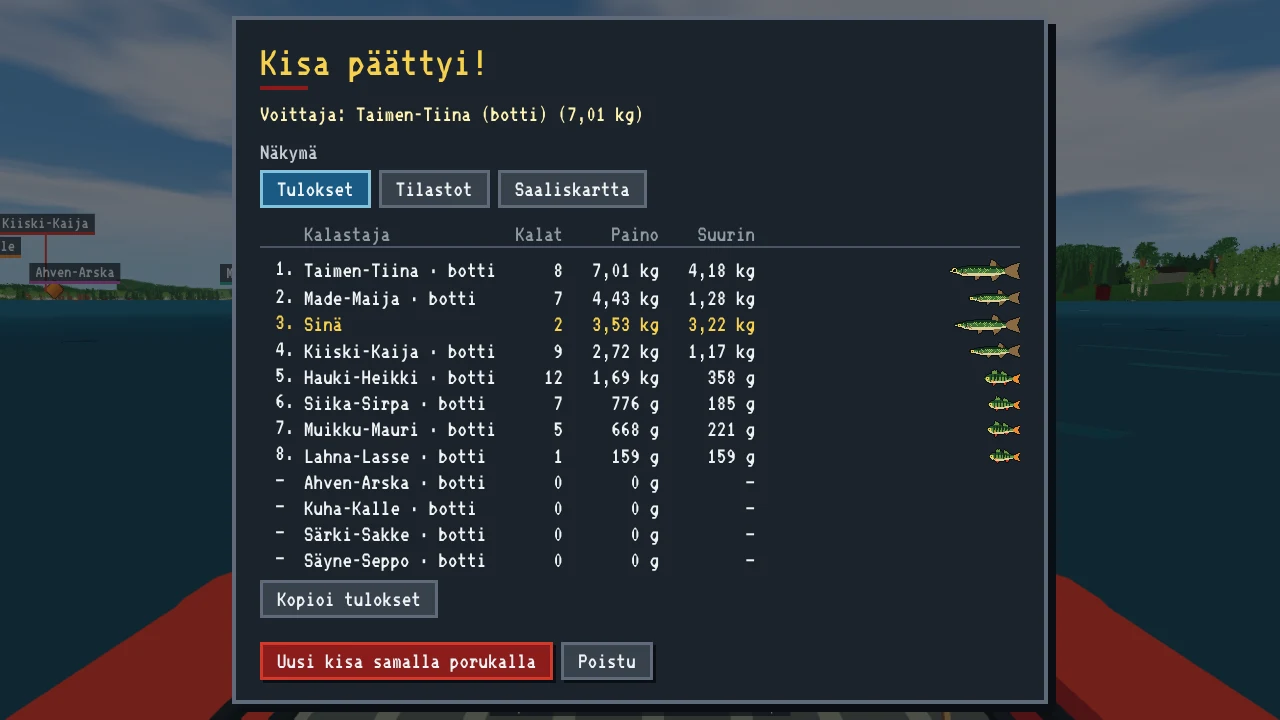 Kisa päättyi!
Voittaja: Taimen-Tiina (botti) (7,01 kg)
Näkymä
Tulokset Tilastot Saaliskartta
Kalastaja Kalat Paino Suurin
1. Taimen-Tiina · botti 8 7,01 kg 4,18 kg
2. Made-Maija · botti 7 4,43 kg 1,28 kg
3. Sinä 2 3,53 kg 3,22 kg
4. Kiiski-Kaija · botti 9 2,72 kg 1,17 kg
5. Hauki-Heikki · botti 12 1,69 kg 358 g
6. Siika-Sirpa · botti 7 776 g 185 g
7. Muikku-Mauri · botti 5 668 g 221 g
8. Lahna-Lasse · botti 1 159 g 159 g
– Ahven-Arska · botti 0 0 g –
– Kuha-Kalle · botti 0 0 g –
– Särki-Sakke · botti 0 0 g –
– Säyne-Seppo · botti 0 0 g –
Kopioi tulokset
Uusi kisa samalla porukalla Poistu
Kiiski-Kaija
le
Ahven-Arska